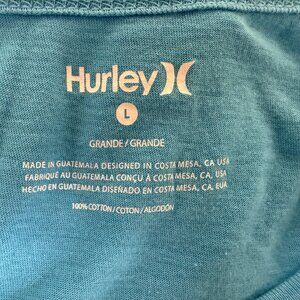 Hurley
L
GRANDE / GRANDE
MADE IN GUATEMALA DESIGNED IN COSTA MESA, CA, USA
FABRIQUÉ AU GUATEMALA CONÇU À COSTA MESA, CA, USA
HECHO EN GUATEMALA DISEÑADO EN COSTA MESA, CA, EUA
100% COTTON / COTON / ALGODÓN